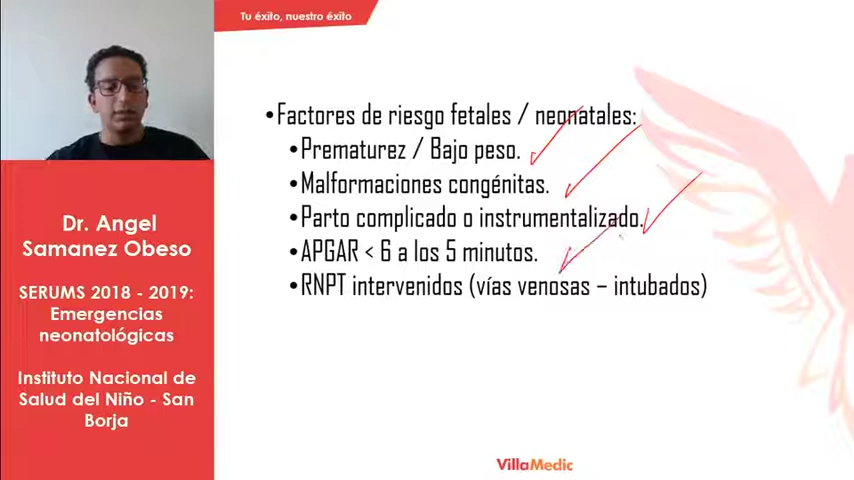 Tu éxito, nuestro éxito
•Factores de riesgo fetales / neonatales:
•Prematurez / Bajo peso.
•Malformaciones congénitas.
•Parto complicado o instrumentalizado.
•APGAR < 6 a los 5 minutos.
•RNPT intervenidos (vías venosas – intubados)
Dr. Angel
Samanez Obeso
SERUMS 2018 - 2019:
Emergencias
neonatológicas
Instituto Nacional de
Salud del Niño - San
Borja
VillaMedic